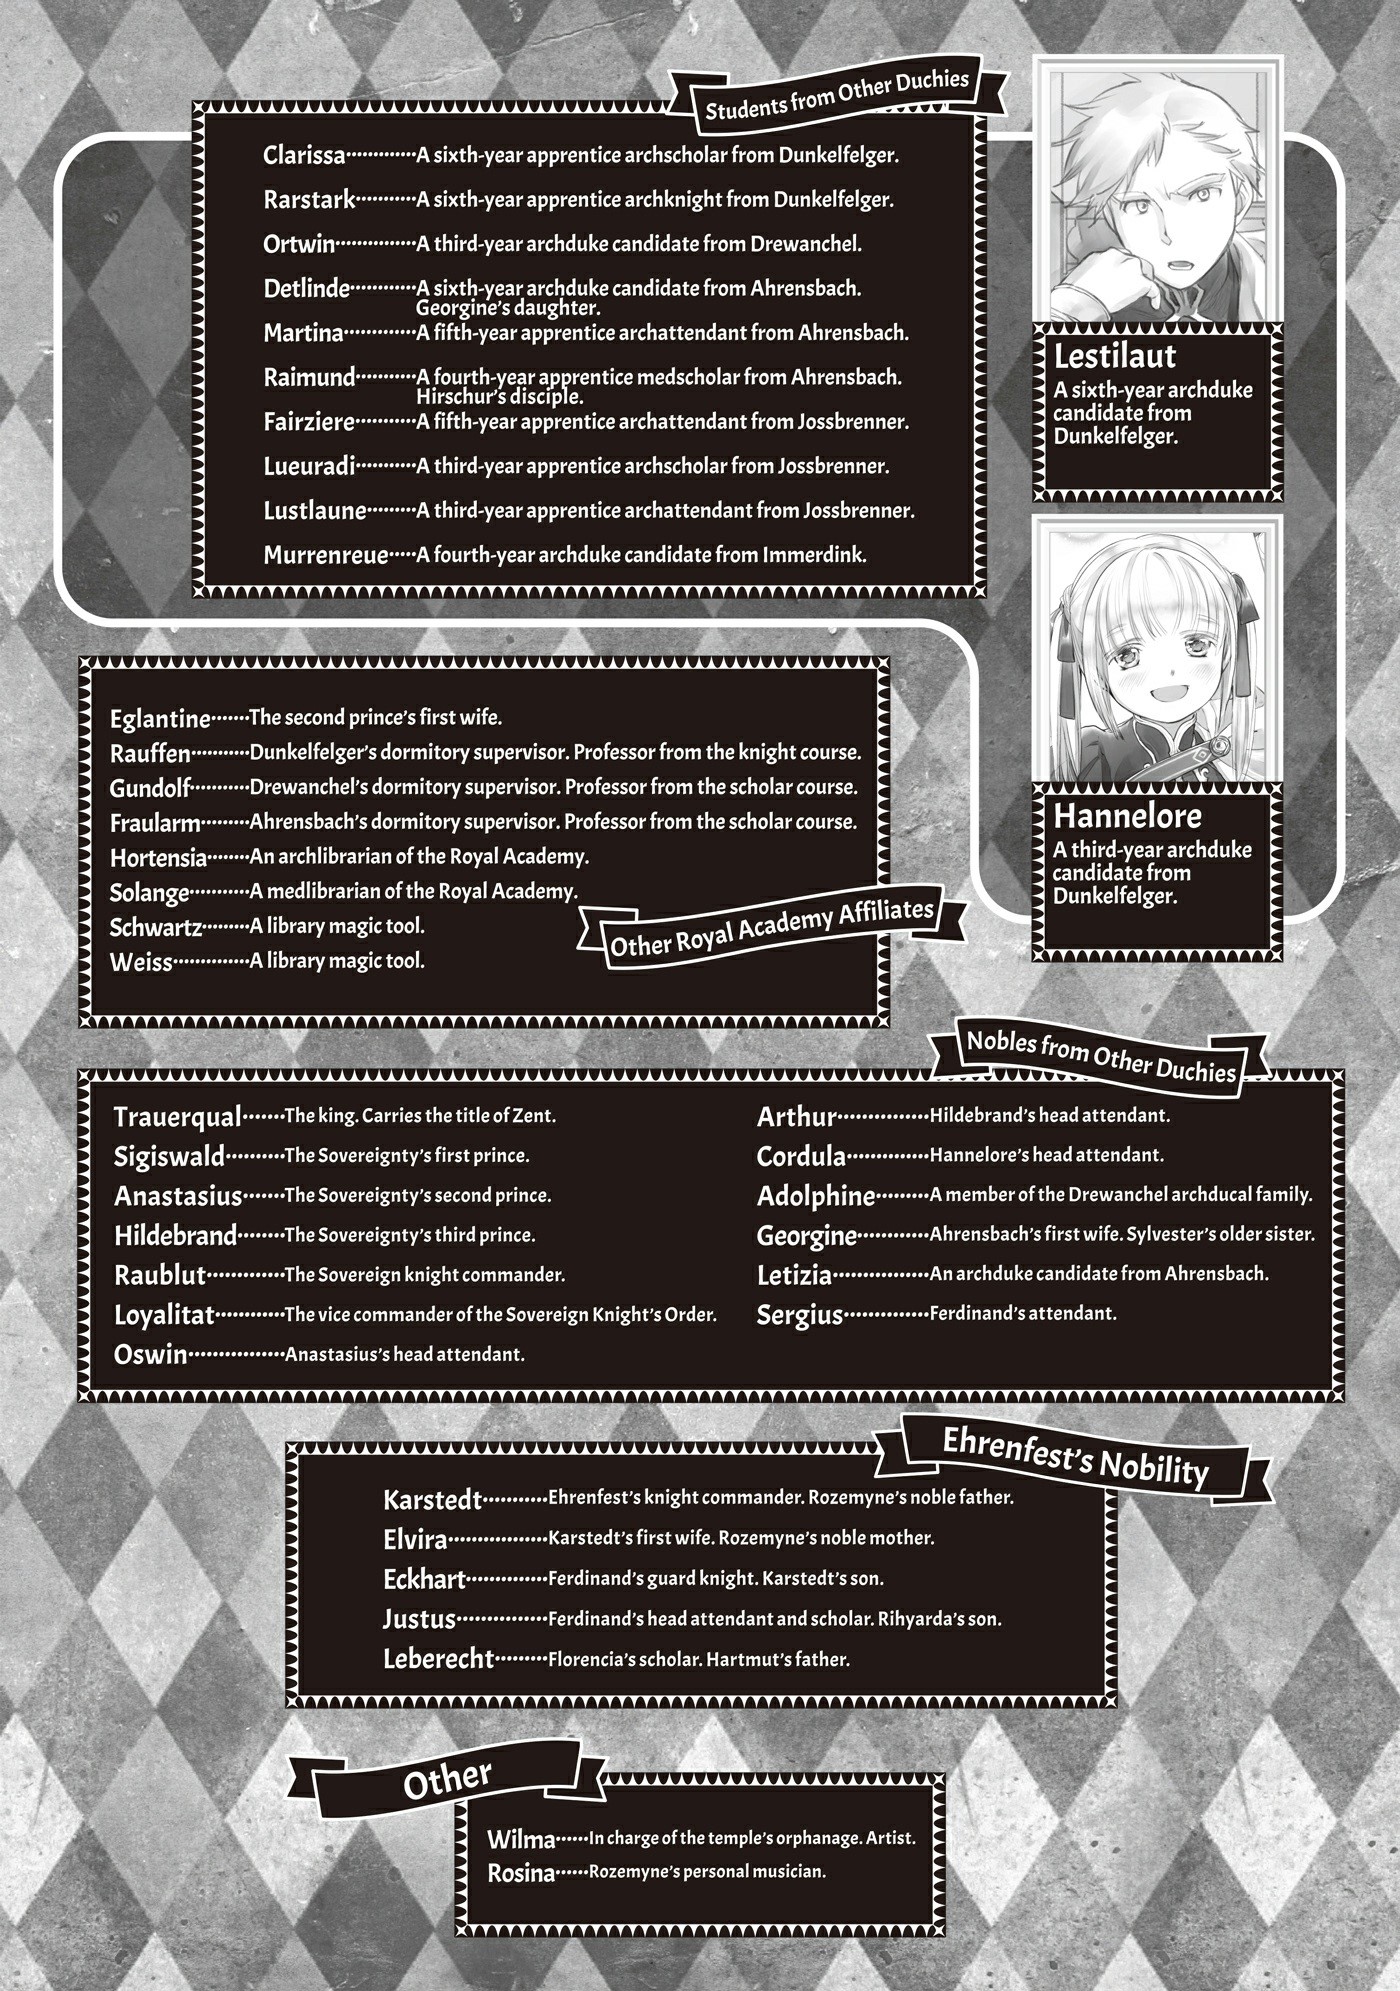 Students from Other Duchies
Clarissa·············A sixth-year apprentice archscholar from Dunkelfelger.
Rarstark···········A sixth-year apprentice archknight from Dunkelfelger.
Ortwin···············A third-year archduke candidate from Drewanchel.
Detlinde············A sixth-year archduke candidate from Ahrensbach.
Georgine's daughter.
Martina·············A fifth-year apprentice archattendant from Ahrensbach.
Raimund···········A fourth-year apprentice medscholar from Ahrensbach.
Hirschur's disciple.
Fairziere···········A fifth-year apprentice archattendant from Jossbrenner.
Lueuradi···········A third-year apprentice archscholar from Jossbrenner.
Lustlaune·········A third-year apprentice archattendant from Jossbrenner.
Murrenreue·····A fourth-year archduke candidate from Immerdink.
Lestilaut
A sixth-year archduke
candidate from
Dunkelfelger.
Hannelore
A third-year archduke
candidate from
Dunkelfelger.
Eglantine·······The second prince's first wife.
Rauffen···········Dunkelfelger's dormitory supervisor. Professor from the knight course.
Gundolf···········Drewanchel's dormitory supervisor. Professor from the scholar course.
Fraularm·········Ahrensbach's dormitory supervisor. Professor from the scholar course.
Hortensia········An archlibrarian of the Royal Academy.
Solange···········A medlibrarian of the Royal Academy.
Schwartz·········A library magic tool.
Weiss··············A library magic tool.
Other Royal Academy Affiliates
Nobles from Other Duchies
Trauerqual·······The king. Carries the title of Zent.
Sigiswald··········The Sovereignty's first prince.
Anastasius·······The Sovereignty's second prince.
Hildebrand········The Sovereignty's third prince.
Raublut·············The Sovereign knight commander.
Loyalitat············The vice commander of the Sovereign Knight's Order.
Oswin················Anastasius's head attendant.
Arthur···············Hildebrand's head attendant.
Cordula··············Hannelore's head attendant.
Adolphine·········A member of the Drewanchel archducal family.
Georgine············Ahrensbach's first wife. Sylvester's older sister.
Letizia················An archduke candidate from Ahrensbach.
Sergius··············Ferdinand's attendant.
Ehrenfest's Nobility
Karstedt···········Ehrenfest's knight commander. Rozemyne's noble father.
Elvira················Karstedt's first wife. Rozemyne's noble mother.
Eckhart··············Ferdinand's guard knight. Karstedt's son.
Justus···············Ferdinand's head attendant and scholar. Rihyarda's son.
Leberecht·········Florencia's scholar. Hartmut's father.
Other
Wilma······In charge of the temple's orphanage. Artist.
Rosina······Rozemyne's personal musician.